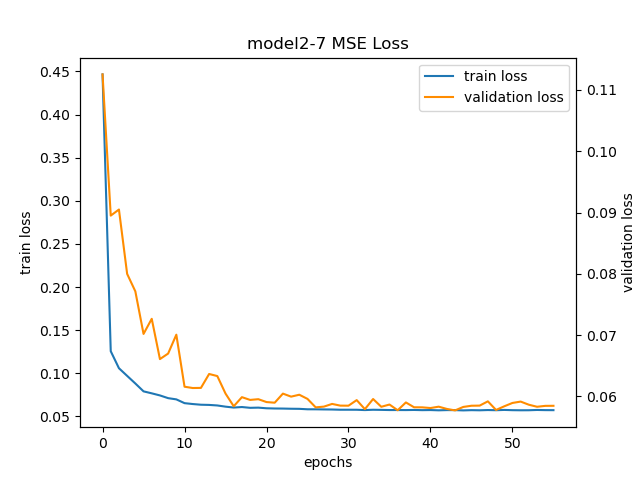 model2-7 MSE Loss
train loss
validation loss
0.45
0.40
0.35
0.30
0.25
0.20
0.15
0.10
0.05
train loss
0.11
0.10
0.09
0.08
0.07
0.06
validation loss
0 10 20 30 40 50
epochs